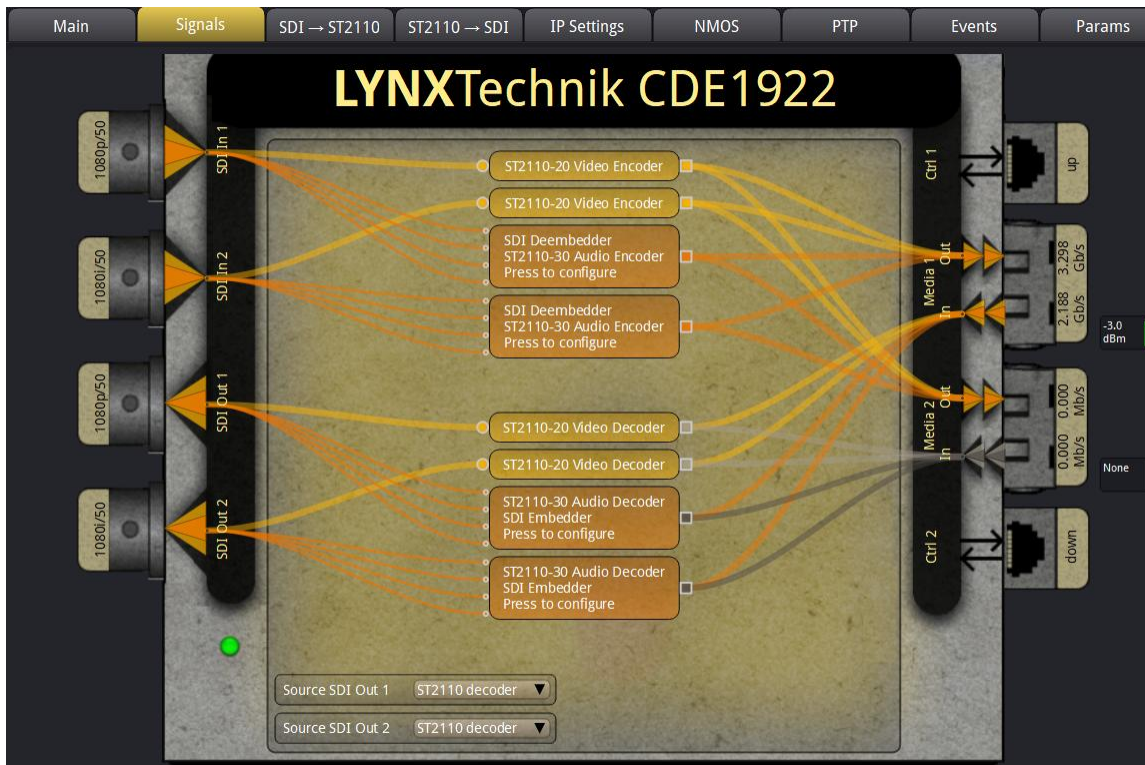 Main
Signals
SDI → ST2110
ST2110 → SDI
IP Settings
NMOS
PTP
Events
Params
LYNXTechnik CDE1922
1080p/50
SDI In 1
1080i/50
SDI In 2
1080p/50
SDI Out 1
1080i/50
SDI Out 2
ST2110-20 Video Encoder
ST2110-20 Video Encoder
SDI Deembedder
ST2110-30 Audio Encoder
Press to configure
SDI Deembedder
ST2110-30 Audio Encoder
Press to configure
ST2110-20 Video Decoder
ST2110-20 Video Decoder
ST2110-30 Audio Decoder
SDI Embedder
Press to configure
ST2110-30 Audio Decoder
SDI Embedder
Press to configure
Ctrl 1
up
Media 1
Out
3.298
Gb/s
In
2.188
Gb/s
-3.0
dBm
Media 2
Out
0.000
Mb/s
In
0.000
Mb/s
None
Ctrl 2
down
Source SDI Out 1
ST2110 decoder
Source SDI Out 2
ST2110 decoder